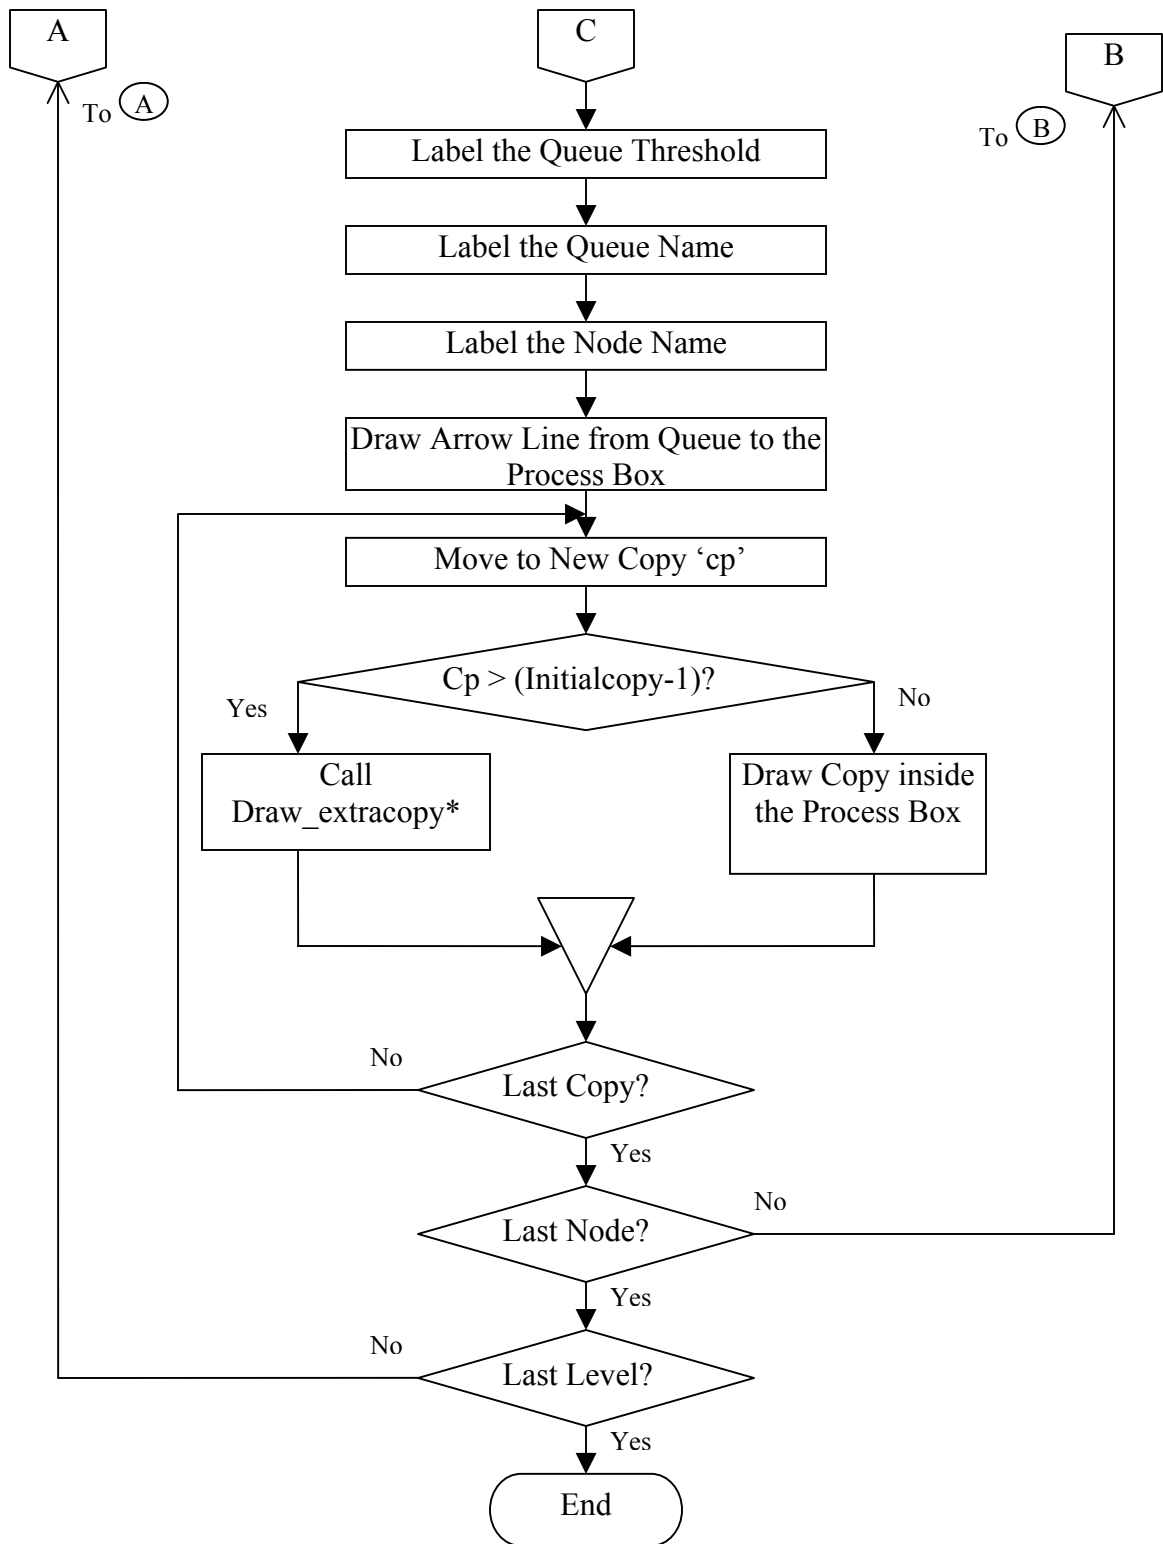 A
C
B
To A
To B
Label the Queue Threshold
Label the Queue Name
Label the Node Name
Draw Arrow Line from Queue to the
Process Box
Move to New Copy ‘cp’
Cp > (Initialcopy-1)?
Yes
No
Call
Draw_extracopy*
Draw Copy inside
the Process Box
No
Last Copy?
Yes
No
Last Node?
Yes
No
Last Level?
Yes
End